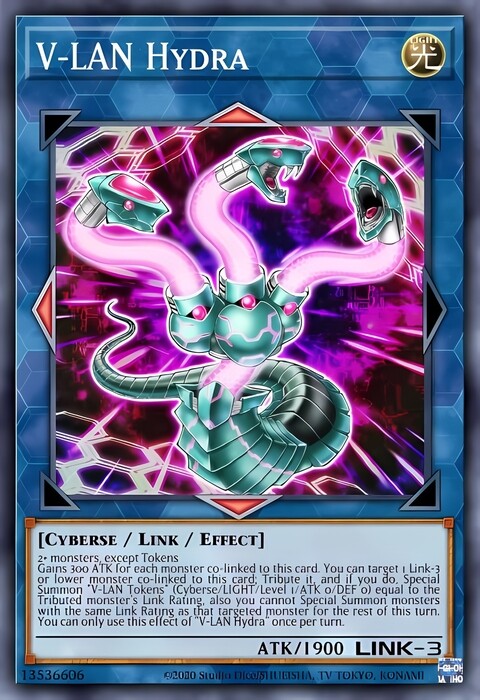 V-LAN Hydra
LIGHT
光
[Cyberse / Link / Effect]
2+ monsters, except Tokens
Gains 300 ATK for each monster co-linked to this card. You can target 1 Link-3
or lower monster co-linked to this card; Tribute it, and if you do, Special
Summon "V-LAN Tokens" (Cyberse/LIGHT/Level 1/ATK 0/DEF 0) equal to the
Tributed monster's Link Rating, also you cannot Special Summon monsters
with the same Link Rating as that targeted monster for the rest of this turn.
You can only use this effect of "V-LAN Hydra" once per turn.
ATK/1900 LINK-3
13536606
©2020 Studio Dice/SHUEISHA, TV TOKYO, KONAMI